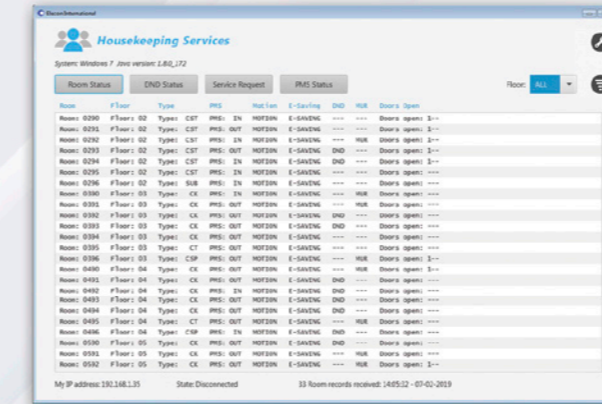 Elecon International
Housekeeping Services
System: Windows 7 Java version: 1.8.0_172
Room Status DND Status Service Request PMS Status Floor: ALL
Room Floor Type PMS Motion E-Saving DND MUR Doors Open
Room: 0290 Floor: 02 Type: CST PMS: IN MOTION E-SAVING --- --- Doors open: 1--
Room: 0291 Floor: 02 Type: CST PMS: OUT MOTION E-SAVING --- --- Doors open: ---
Room: 0292 Floor: 02 Type: CST PMS: IN MOTION E-SAVING --- MUR Doors open: 1--
Room: 0293 Floor: 02 Type: CST PMS: OUT MOTION E-SAVING DND --- Doors open: 1--
Room: 0294 Floor: 02 Type: CST PMS: IN MOTION E-SAVING DND --- Doors open: 1--
Room: 0295 Floor: 02 Type: CST PMS: IN MOTION E-SAVING --- --- Doors open: ---
Room: 0296 Floor: 02 Type: SUB PMS: IN MOTION E-SAVING --- --- Doors open: ---
Room: 0390 Floor: 03 Type: CK PMS: IN MOTION E-SAVING --- MUR Doors open: 1--
Room: 0391 Floor: 03 Type: CK PMS: OUT MOTION E-SAVING --- MUR Doors open: ---
Room: 0392 Floor: 03 Type: CK PMS: OUT MOTION E-SAVING DND --- Doors open: ---
Room: 0393 Floor: 03 Type: CK PMS: OUT MOTION E-SAVING DND --- Doors open: ---
Room: 0394 Floor: 03 Type: CK PMS: OUT MOTION E-SAVING --- --- Doors open: ---
Room: 0395 Floor: 03 Type: CT PMS: OUT MOTION E-SAVING --- --- Doors open: ---
Room: 0396 Floor: 03 Type: CSP PMS: OUT MOTION E-SAVING --- MUR Doors open: 1--
Room: 0490 Floor: 04 Type: CK PMS: OUT MOTION E-SAVING --- MUR Doors open: 1--
Room: 0491 Floor: 04 Type: CK PMS: OUT MOTION E-SAVING DND --- Doors open: ---
Room: 0492 Floor: 04 Type: CK PMS: IN MOTION E-SAVING DND --- Doors open: ---
Room: 0493 Floor: 04 Type: CK PMS: OUT MOTION E-SAVING DND --- Doors open: ---
Room: 0494 Floor: 04 Type: CK PMS: OUT MOTION E-SAVING DND --- Doors open: ---
Room: 0495 Floor: 04 Type: CT PMS: OUT MOTION E-SAVING --- MUR Doors open: ---
Room: 0496 Floor: 04 Type: CSP PMS: IN MOTION E-SAVING DND --- Doors open: ---
Room: 0590 Floor: 05 Type: CK PMS: OUT MOTION E-SAVING DND --- Doors open: ---
Room: 0591 Floor: 05 Type: CK PMS: OUT MOTION E-SAVING --- MUR Doors open: ---
Room: 0592 Floor: 05 Type: CK PMS: OUT MOTION E-SAVING --- MUR Doors open: 1--
My IP address: 192.168.1.35 State: Disconnected 33 Room records received: 14:05:32 - 07-02-2019